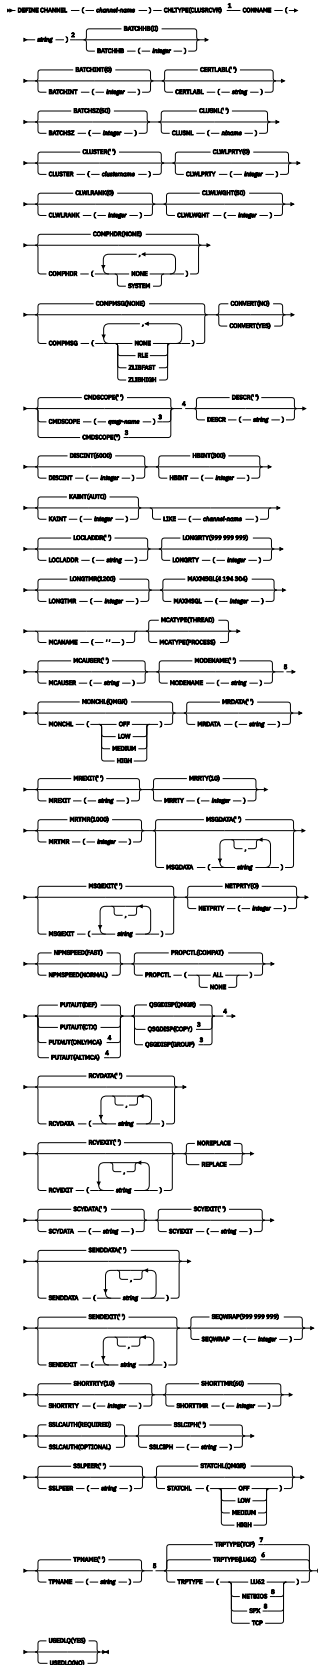 DEFINE CHANNEL ( channel-name ) CHLTYPE(CLUSRCVR) 1 CONNAME (
BATCHHB(0)
string ) 2 BATCHHB ( integer )
BATCHINT(0) CERTLABL(' ')
BATCHINT ( integer ) CERTLABL ( string )
BATCHSZ(50) CLUSNL(' ')
BATCHSZ ( integer ) CLUSNL ( nlname )
CLUSTER(' ') CLWLPRTY(0)
CLUSTER ( clustername ) CLWLPRTY ( integer )
CLWLRANK(0) CLWLWGHT(50)
CLWLRANK ( integer ) CLWLWGHT ( integer )
COMPHDR(NONE)
,
COMPHDR ( NONE )
SYSTEM
COMPMSG(NONE) CONVERT(NO)
, CONVERT(YES)
COMPMSG ( NONE )
RLE
ZLIBFAST
ZLIBHIGH
CMDSCOPE(' ') 4 DESCR(' ')
CMDSCOPE ( qmgr-name ) 3 DESCR ( string )
CMDSCOPE(*) 3
DISCINT(6000) HBINT(300)
DISCINT ( integer ) HBINT ( integer )
KAINT(AUTO)
KAINT ( integer ) LIKE ( channel-name )
LOCLADDR(' ') LONGRTY(999 999 999)
LOCLADDR ( string ) LONGRTY ( integer )
LONGTMR(1200) MAXMSGL(4 194 304)
LONGTMR ( integer ) MAXMSGL ( integer )
MCATYPE(THREAD)
MCANAME ( ' ' ) MCATYPE(PROCESS)
MCAUSER(' ') MODENAME(' ') 5
MCAUSER ( string ) MODENAME ( string )
MONCHL(QMGR) MRDATA(' ')
MONCHL ( OFF ) MRDATA ( string )
LOW
MEDIUM
HIGH
MREXIT(' ') MRRTY(10)
MREXIT ( string ) MRRTY ( integer )
MRTMR(1000) MSGDATA(' ')
MRTMR ( integer ) ,
MSGDATA ( string )
MSGEXIT(' ') NETPRTY(0)
, NETPRTY ( integer )
MSGEXIT ( string )
NPMSPEED(FAST) PROPCTL(COMPAT)
NPMSPEED(NORMAL) PROPCTL ( ALL )
NONE
PUTAUT(DEF) QSGDISP(QMGR) 4
PUTAUT(CTX) QSGDISP(COPY) 3
PUTAUT(ONLYMCA) 4 QSGDISP(GROUP) 3
PUTAUT(ALTMCA) 4
RCVDATA(' ')
,
RCVDATA ( string )
RCVEXIT(' ') NOREPLACE
, REPLACE
RCVEXIT ( string )
SCYDATA(' ') SCYEXIT(' ')
SCYDATA ( string ) SCYEXIT ( string )
SENDDATA(' ')
,
SENDDATA ( string )
SENDEXIT(' ') SEQWRAP(999 999 999)
, SEQWRAP ( integer )
SENDEXIT ( string )
SHORTRTY(10) SHORTTMR(60)
SHORTRTY ( integer ) SHORTTMR ( integer )
SSLCAUTH(REQUIRED) SSLCIPH(' ')
SSLCAUTH(OPTIONAL) SSLCIPH ( string )
SSLPEER(' ') STATCHL(QMGR)
SSLPEER ( string ) STATCHL ( OFF )
LOW
MEDIUM
HIGH
TRPTYPE(TCP) 7
TPNAME(' ') 5 TRPTYPE(LU62) 6
TPNAME ( string ) TRPTYPE ( LU62 )
NETBIOS 8
SPX 8
TCP
USEDLQ(YES)
USEDLQ(NO)